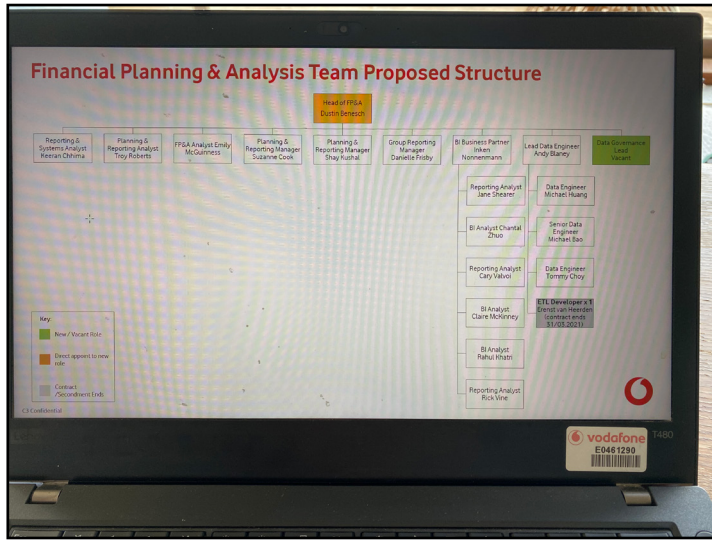 Financial Planning & Analysis Team Proposed Structure
Head of FP&A
Dustin Benesch
Reporting &
Systems Analyst
Keeran Chhima
Planning &
Reporting Analyst
Troy Roberts
FP&A Analyst Emily
McGuinness
Planning &
Reporting Manager
Suzanne Cook
Planning &
Reporting Manager
Shay Kushal
Group Reporting
Manager
Danielle Frisby
BI Business Partner
Inken
Nonnenmann
Lead Data Engineer
Andy Blaney
Data Governance
Lead
Vacant
Reporting Analyst
Jane Shearer
Data Engineer
Michael Huang
BI Analyst Chantal
Zhuo
Senior Data
Engineer
Michael Bao
Reporting Analyst
Cary Valvoi
Data Engineer
Tommy Choy
BI Analyst
Claire McKinney
ETL Developer x 1
Erenst van Heerden
(contract ends
31/03.2021)
BI Analyst
Rahul Khatri
Reporting Analyst
Rick Vine
Key:
New / Vacant Role
Direct appoint to new
role
Contract
/Secondment Ends
C2 Confidential
Lenovo
vodafone
E0461290
T480